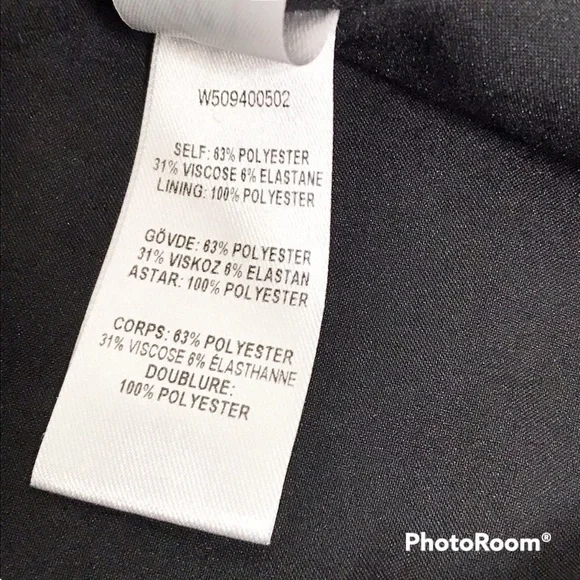 W509400502
SELF: 63% POLYESTER
31% VISCOSE 6% ELASTANE
LINING: 100% POLYESTER
GÖVDE: 63% POLYESTER
31% VISKOZ 6% ELASTAN
ASTAR: 100% POLYESTER
CORPS: 63% POLYESTER
31% VISCOSE 6% ÉLASTHANNE
DOUBLURE:
100% POLYESTER
PhotoRoom®